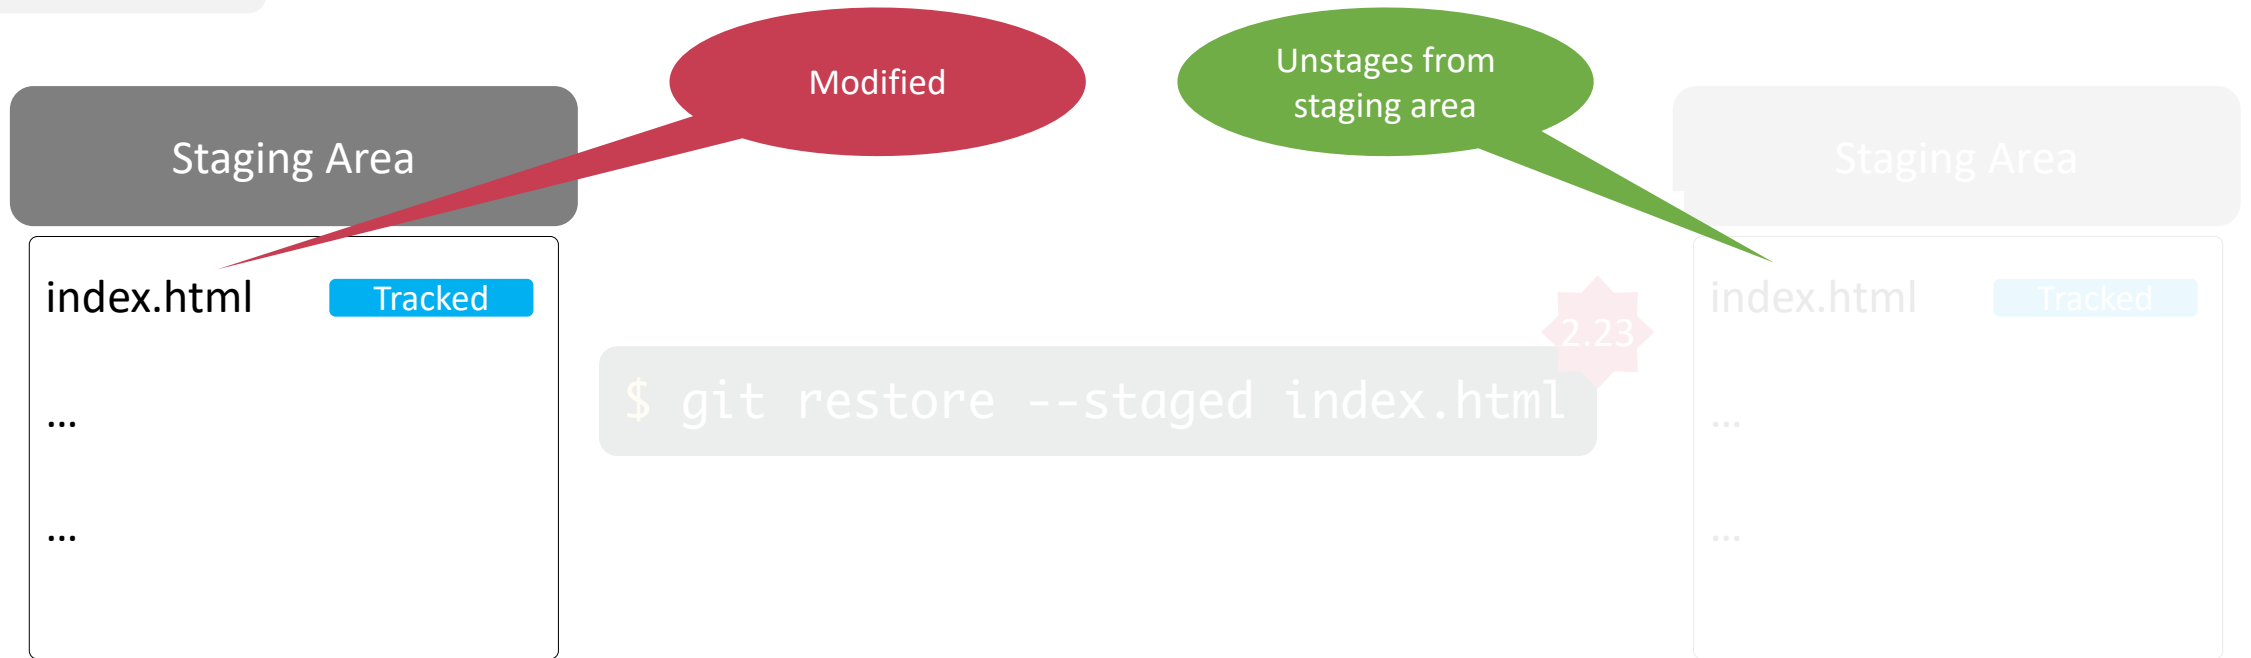 Modified
Unstages from
staging area
Staging Area
index.html
Tracked
...
...
$ git restore --staged index.html
2.23
Staging Area
index.html
Tracked
...
...